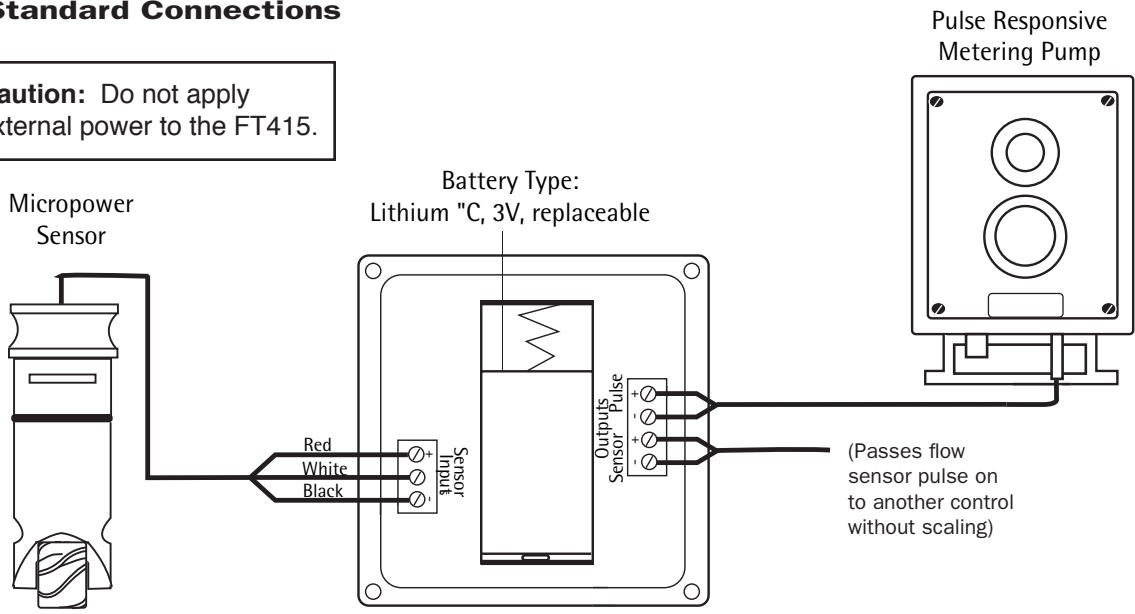 Standard Connections
Pulse Responsive
Metering Pump
aution: Do not apply
xternal power to the FT415.
Micropower
Sensor
Battery Type:
Lithium "C, 3V, replaceable
Red
White
Black
+
-
Sensor
Input
Outputs
Sensor Pulse
+
-
+
-
(Passes flow
sensor pulse on
to another control
without scaling)